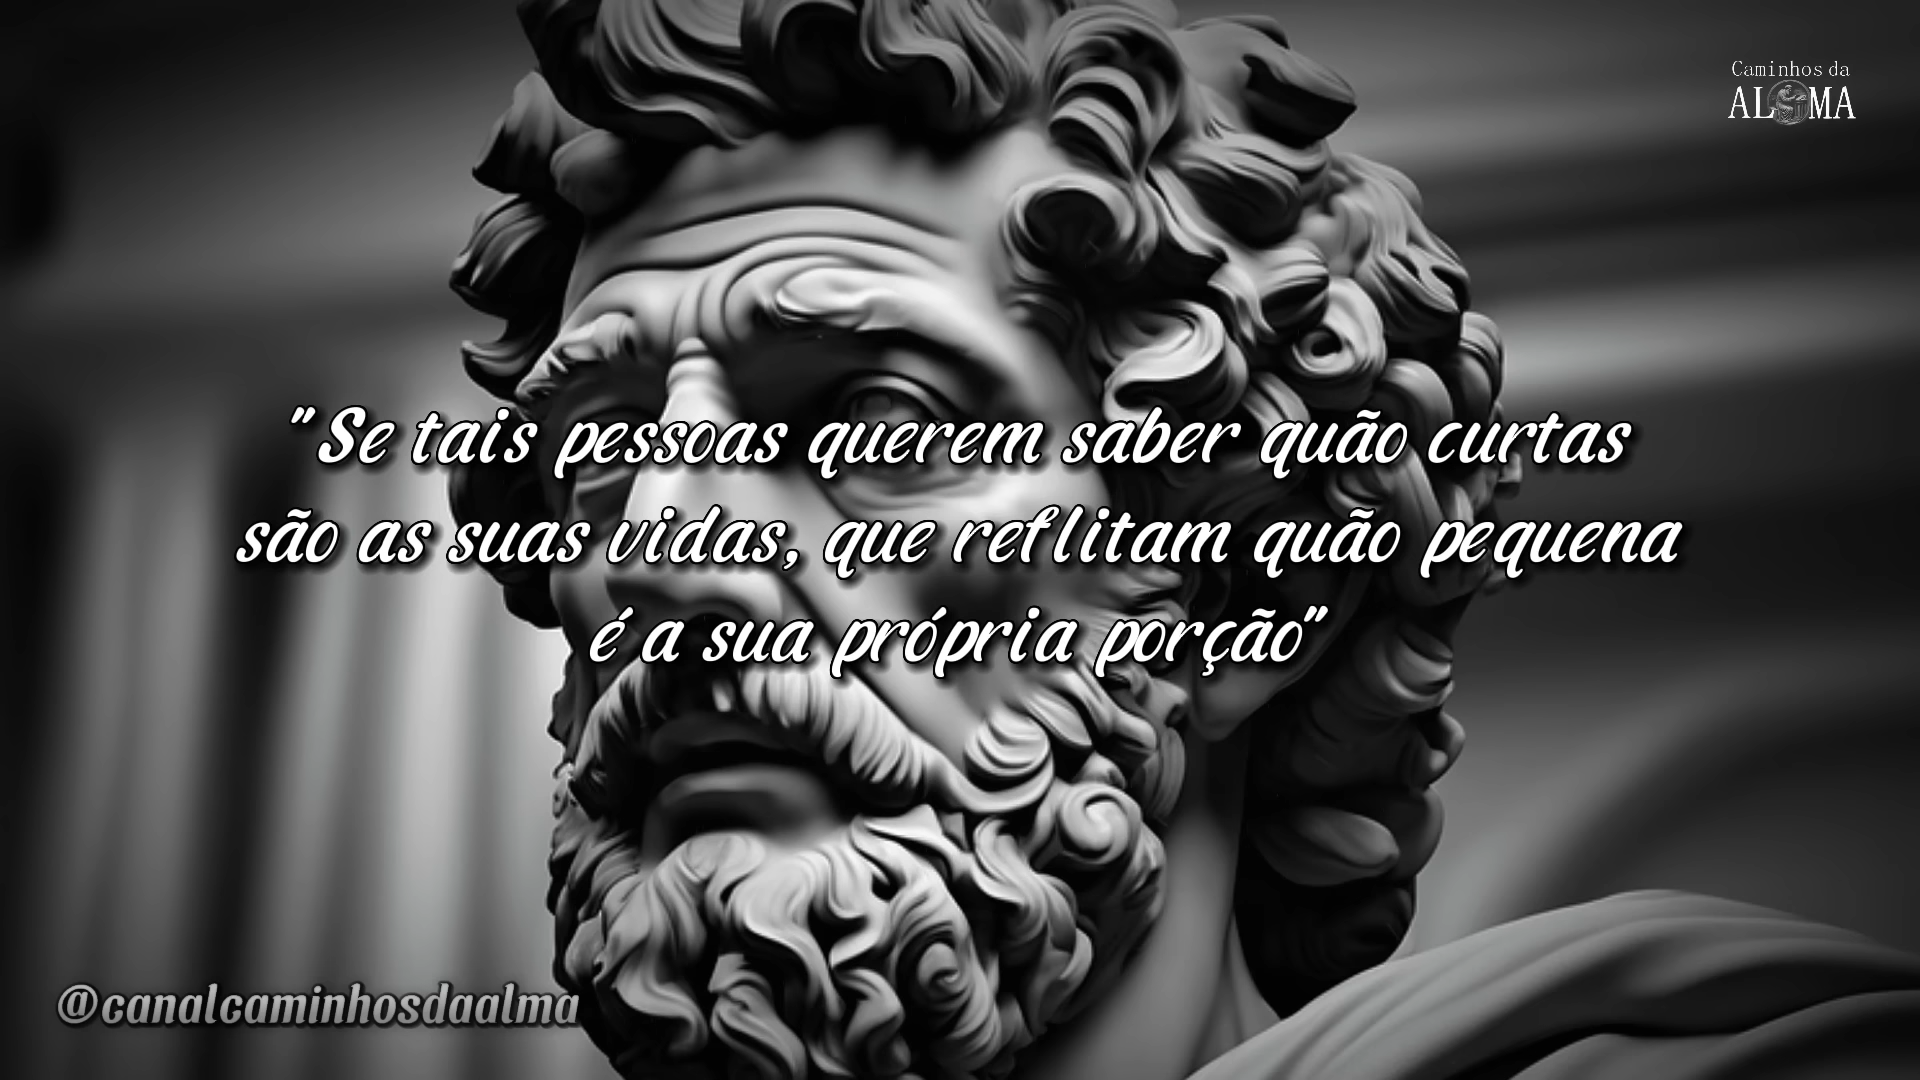 Caminhos da
ALMA
"Se tais pessoas querem saber quão curtas
são as suas vidas, que reflitam quão pequena
é a sua própria porção"
@canalcaminhosdaalma